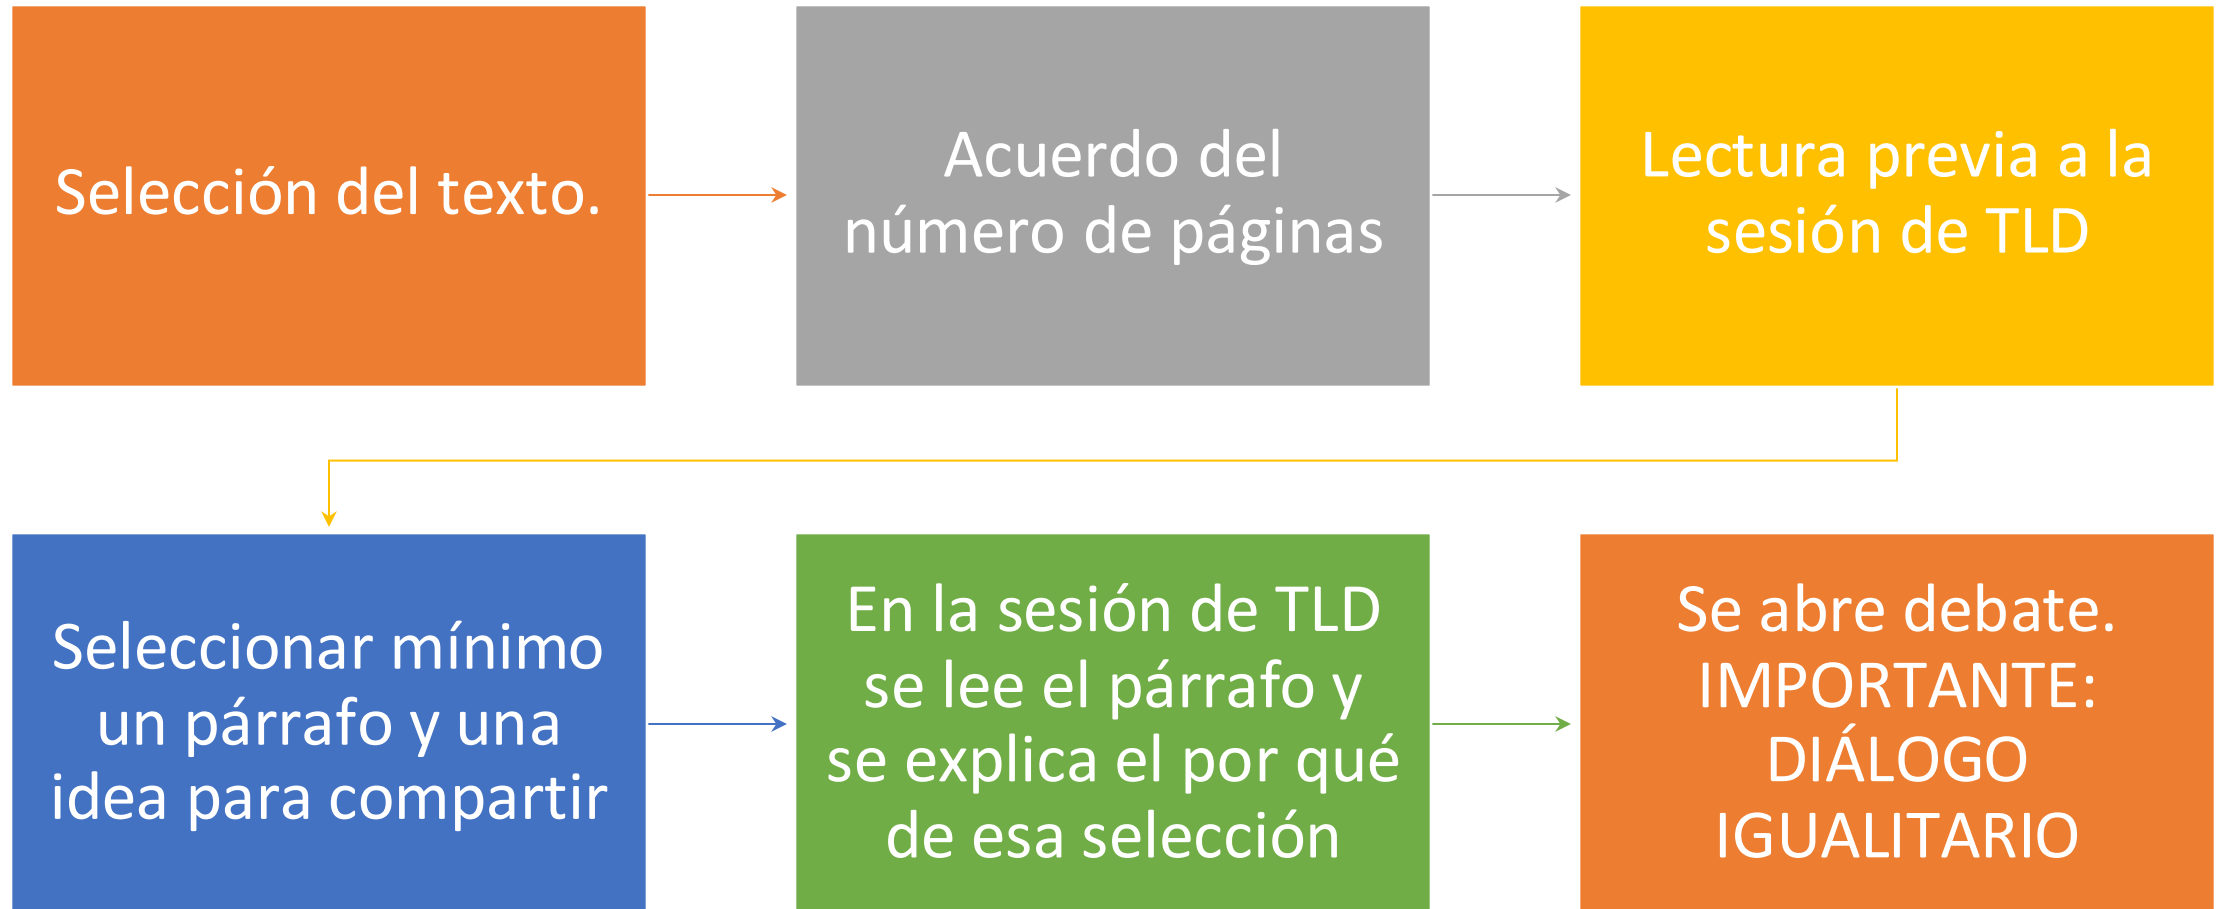 Selección del texto.
Acuerdo del
número de páginas
Lectura previa a la
sesión de TLD
Seleccionar mínimo
un párrafo y una
idea para compartir
En la sesión de TLD
se lee el párrafo y
se explica el por qué
de esa selección
Se abre debate.
IMPORTANTE:
DIÁLOGO
IGUALITARIO